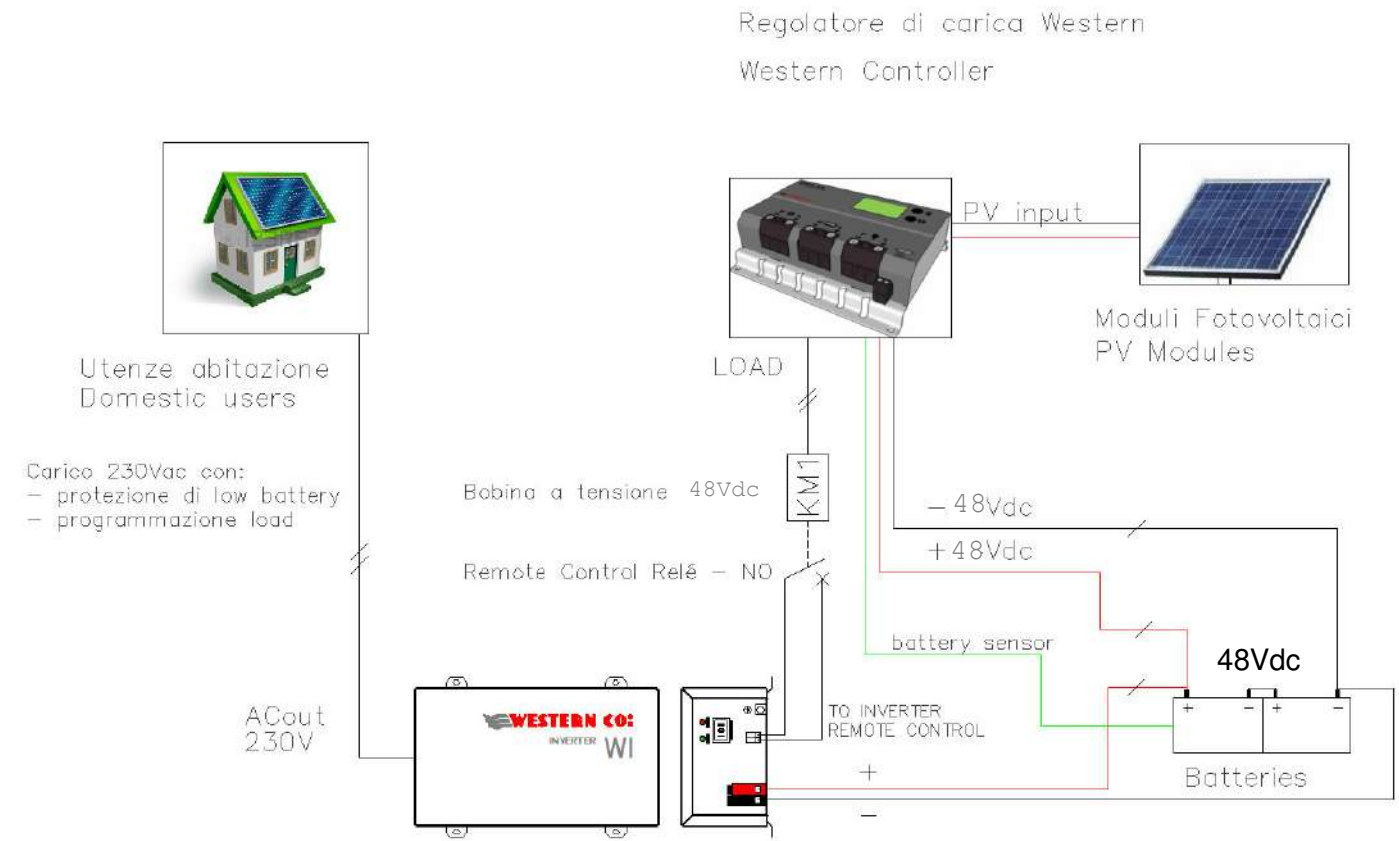 Regolatore di carica Western
Western Controller
PV input
Moduli Fotovoltaici
PV Modules
Utenze abitazione
Domestic users
LOAD
Carico 230Vac con:
– protezione di low battery
– programmazione load
Bobina a tensione 48Vdc
KM1
– 48Vdc
+48Vdc
Remote Control Relé – NO
battery sensor
48Vdc
+ – + –
ACout
230V
WESTERN CO:
INVERTER WI
TO INVERTER
REMOTE CONTROL
Batteries
+
–